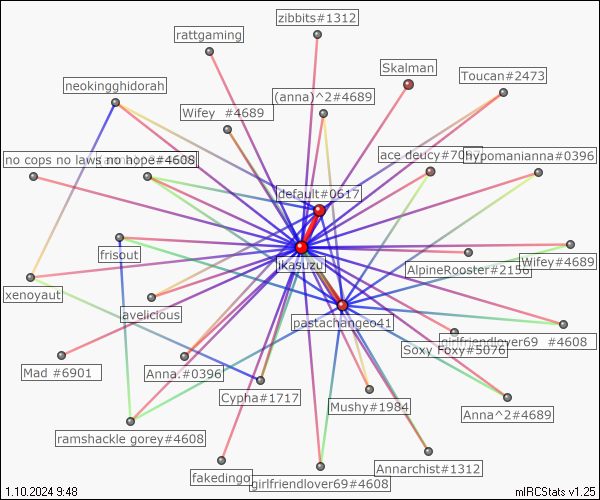 zibbits#1312
rattgaming
Skalman
Toucan#2473
neokingghidorah
(anna)^2#4689
Wifey #4689
no cops no laws no hope#4608
ace deucy#
hypomanianna#0396
default#0617
frisout
ikasuzu
AlpineRooster#2156
Wifey#4689
xenoyaut
avelicious
pastachangeo41
girlfriendlover69 #4608
Soxy Foxy#5076
Mad #6901
Anna.#0396
Cypha#1717
Mushy#1984
Anna^2#4689
ramshackle gorey#4608
fakedingo
girlfriendlover69#4608
Annarchist#1312
1.10.2024 9:48
mIRCStats v1.25